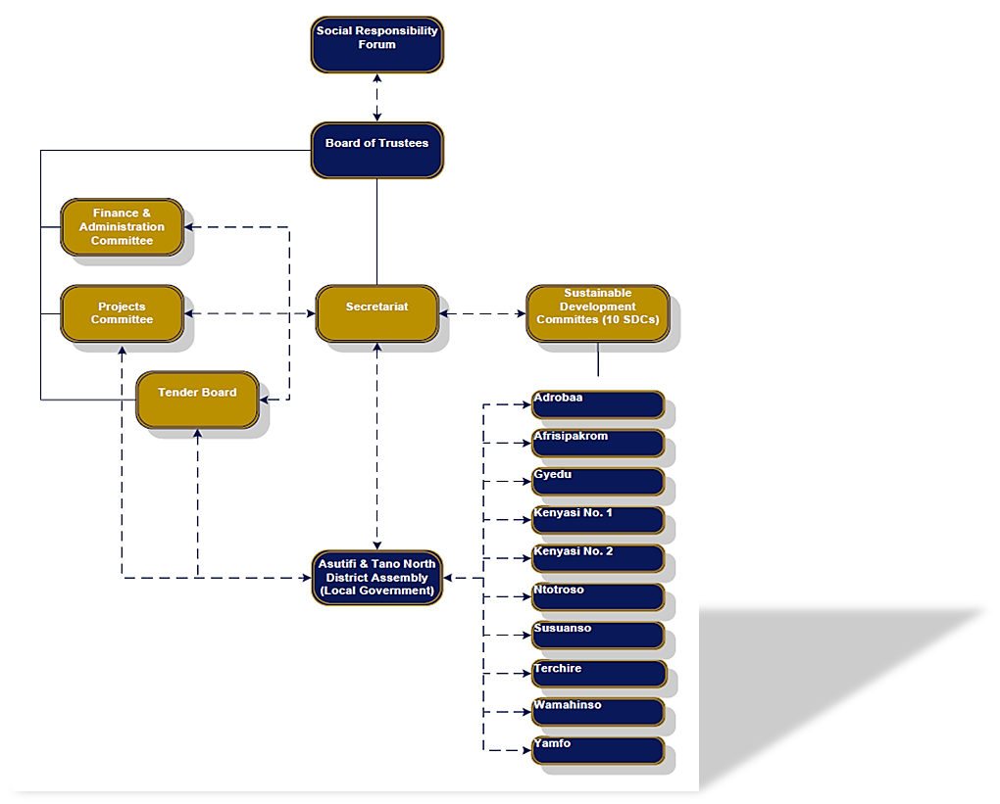 Social Responsibility
Forum
Board of Trustees
Finance &
Administration
Committee
Projects
Committee
Secretariat
Sustainable
Development
Committes (10 SDCs)
Tender Board
Adrobaa
Afrisipakrom
Gyedu
Kenyasi No. 1
Kenyasi No. 2
Ntotroso
Susuanso
Terchire
Wamahinso
Yamfo
Asutifi & Tano North
District Assembly
(Local Government)